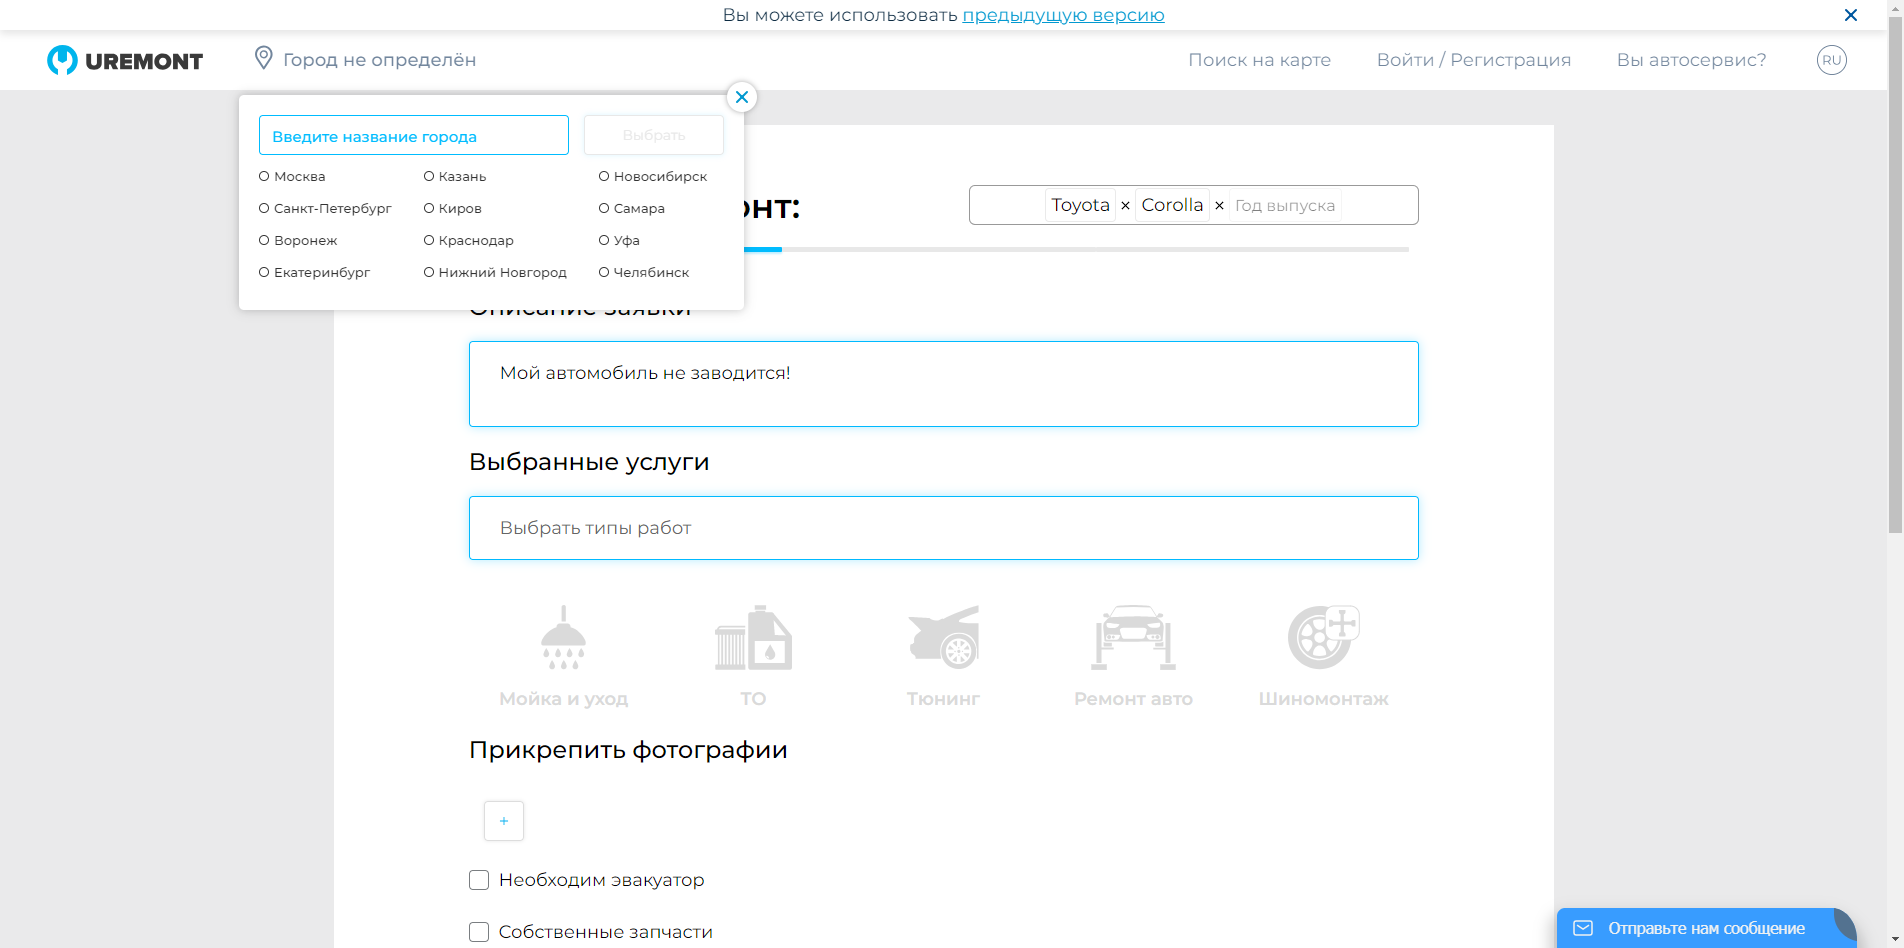 Вы можете использовать предыдущую версию
UREMONT
Город не определён
Поиск на карте
Войти / Регистрация
Вы автосервис?
RU
Введите название города
Выбрать
Москва
Казань
Новосибирск
Санкт-Петербург
Киров
Самара
Воронеж
Краснодар
Уфа
Екатеринбург
Нижний Новгород
Челябинск
онт:
Toyota × Corolla × Год выпуска
Описание заявки
Мой автомобиль не заводится!
Выбранные услуги
Выбрать типы работ
Мойка и уход
ТО
Тюнинг
Ремонт авто
Шиномонтаж
Прикрепить фотографии
+
Необходим эвакуатор
Собственные запчасти
Отправьте нам сообщение